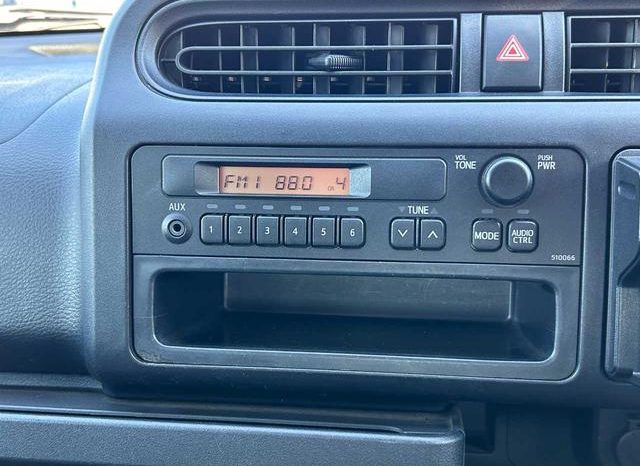 VOL
TONE
PUSH
PWR
FM1 880 4
CH
AUX
TUNE
1 2 3 4 5 6
MODE
AUDIO
CTRL
510066